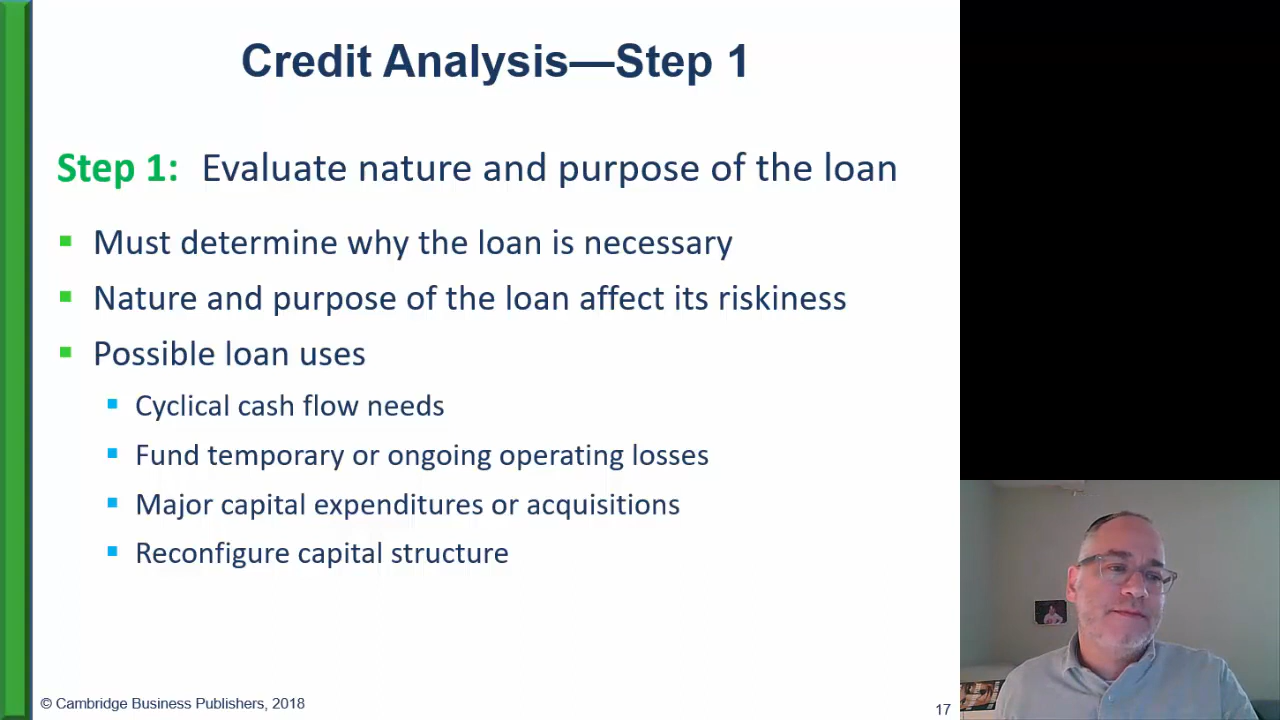 Credit Analysis—Step 1
Step 1: Evaluate nature and purpose of the loan
Must determine why the loan is necessary
Nature and purpose of the loan affect its riskiness
Possible loan uses
Cyclical cash flow needs
Fund temporary or ongoing operating losses
Major capital expenditures or acquisitions
Reconfigure capital structure
© Cambridge Business Publishers, 2018
17